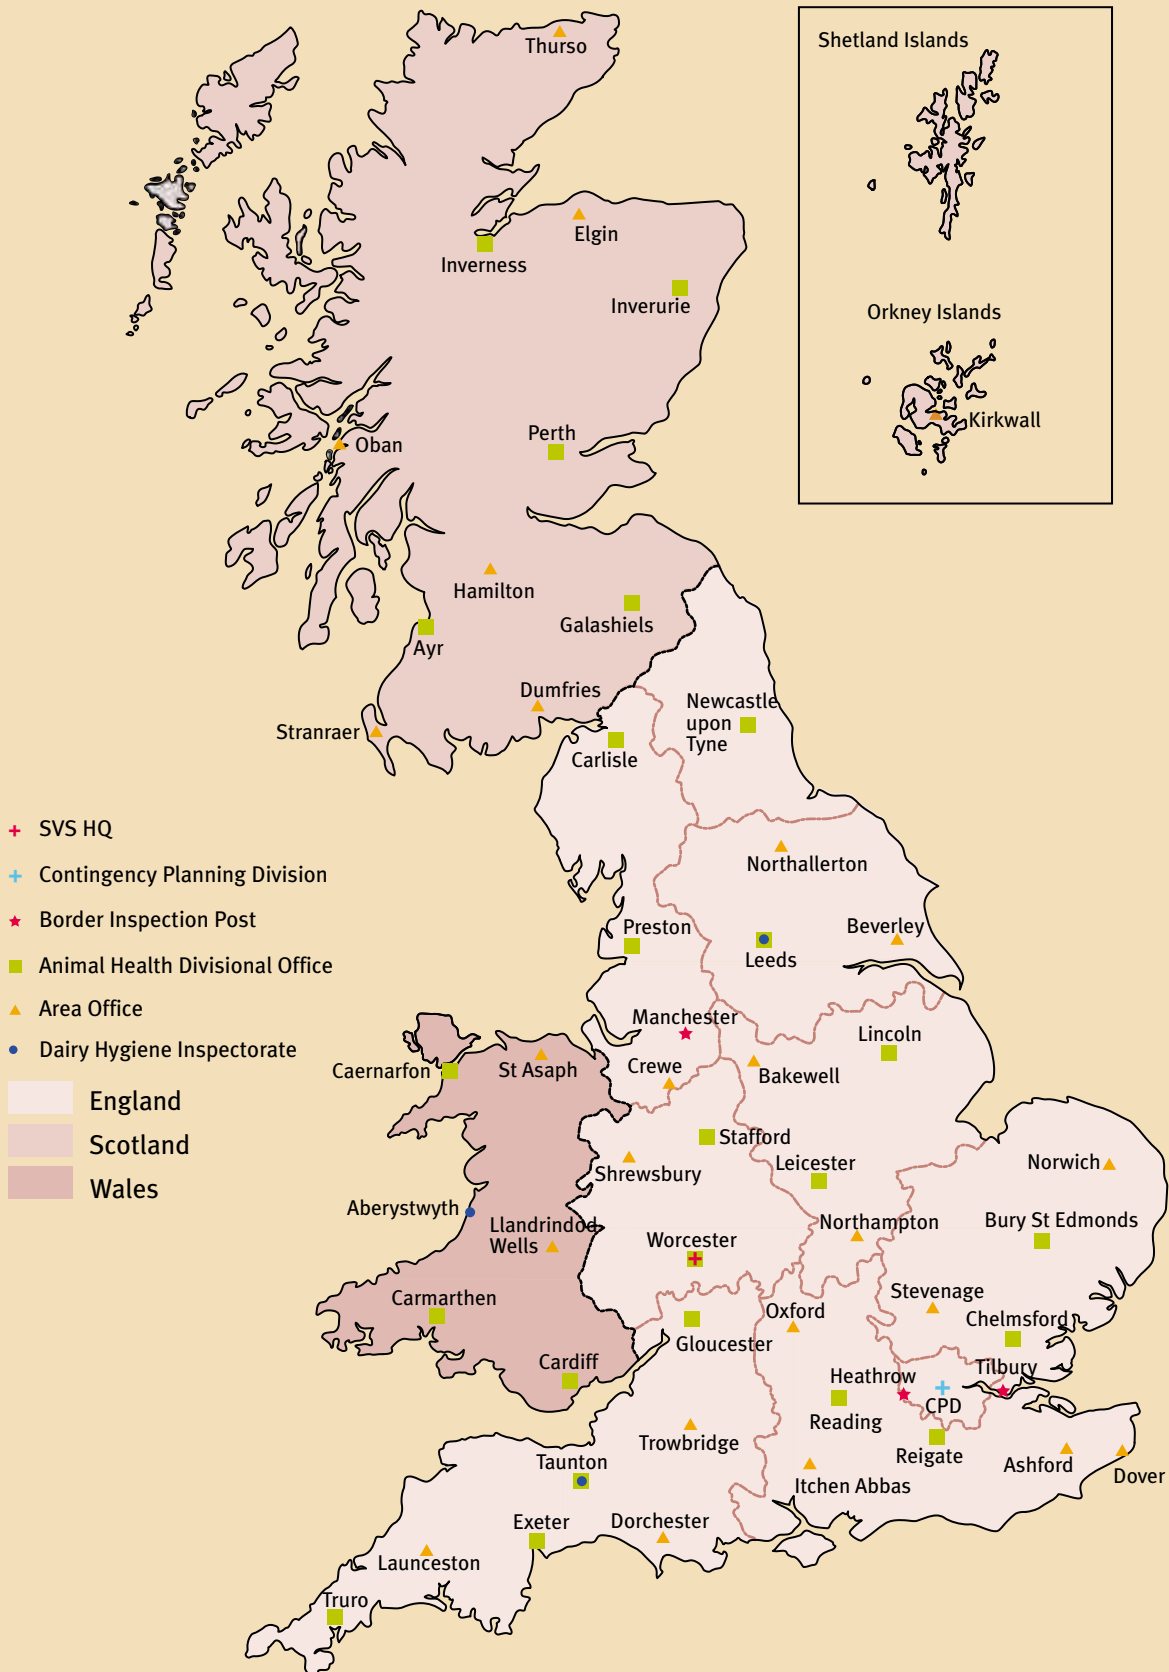 Thurso
Shetland Islands
Elgin
Inverness
Inverurie
Orkney Islands
Kirkwall
Perth
Oban
Hamilton
Galashiels
Ayr
Dumfries
Stranraer
Newcastle
upon
Tyne
Carlisle
SVS HQ
Contingency Planning Division
Border Inspection Post
Animal Health Divisional Office
Area Office
Dairy Hygiene Inspectorate
England
Scotland
Wales
Northallerton
Preston
Beverley
Leeds
Manchester
Lincoln
Crewe
Bakewell
Caernarfon
St Asaph
Stafford
Shrewsbury
Leicester
Norwich
Aberystwyth
Llandrindod
Wells
Northampton
Bury St Edmonds
Worcester
Carmarthen
Stevenage
Oxford
Chelmsford
Gloucester
Cardiff
Heathrow
Tilbury
CPD
Reading
Trowbridge
Reigate
Ashford
Dover
Taunton
Itchen Abbas
Exeter
Dorchester
Launceston
Truro